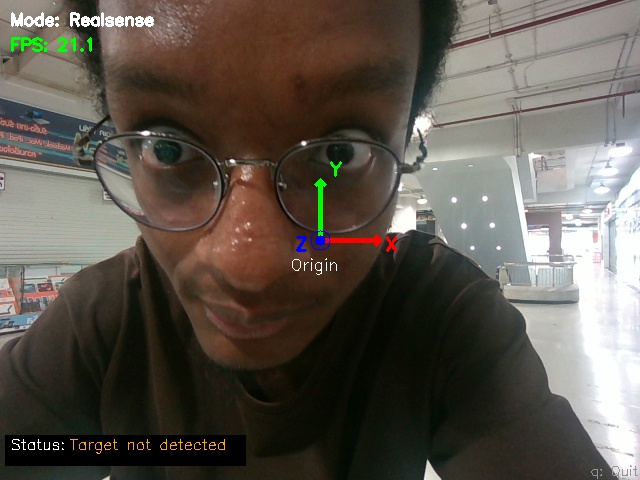 Mode: Realsense
FPS: 21.1
Y
Z
X
Origin
Status: Target not detected
q: Quit